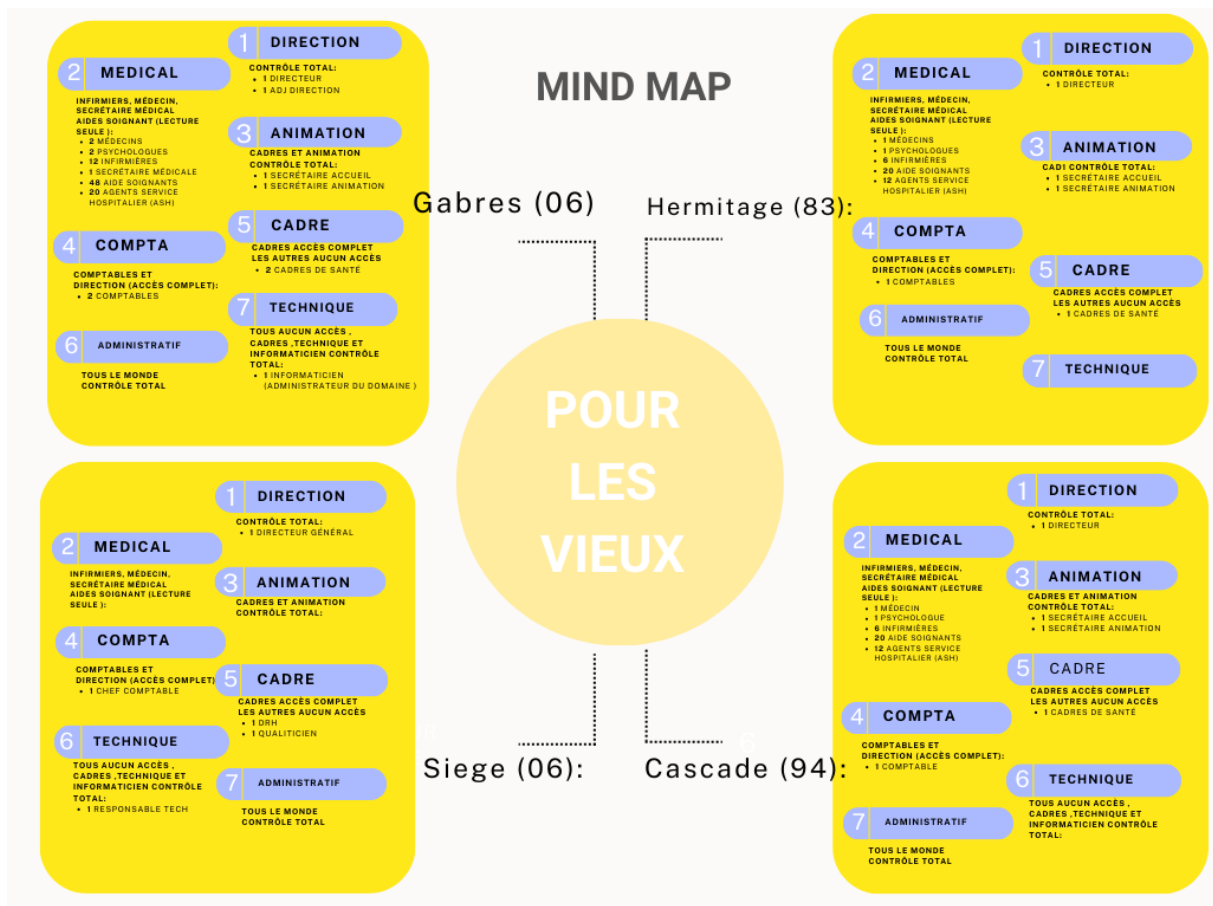 MIND MAP
1 DIRECTION
CONTRÔLE TOTAL:
• 1 DIRECTEUR
• 1 ADJ DIRECTION
2 MEDICAL
INFIRMIERS, MÉDECIN,
SECRÉTAIRE MÉDICAL
AIDES SOIGNANT (LECTURE
SEULE ):
• 2 MÉDECINS
• 2 PSYCHOLOGUES
• 12 INFIRMIÈRES
• 1 SECRÉTAIRE MÉDICALE
• 48 AIDE SOIGNANTS
• 20 AGENTS SERVICE
HOSPITALIER (ASH)
3 ANIMATION
CADRES ET ANIMATION
CONTRÔLE TOTAL:
• 1 SECRÉTAIRE ACCUEIL
• 1 SECRÉTAIRE ANIMATION
4 COMPTA
COMPTABLES ET
DIRECTION (ACCÈS COMPLET):
• 2 COMPTABLES
5 CADRE
CADRES ACCÈS COMPLET
LES AUTRES AUCUN ACCÈS
• 2 CADRES DE SANTÉ
6 ADMINISTRATIF
TOUS LE MONDE
CONTRÔLE TOTAL
7 TECHNIQUE
TOUS AUCUN ACCÈS ,
CADRES ,TECHNIQUE ET
INFORMATICIEN CONTRÔLE
TOTAL:
• 1 INFORMATICIEN
(ADMINISTRATEUR DU DOMAINE )
Gabres (06)
Hermitage (83):
1 DIRECTION
CONTRÔLE TOTAL:
• 1 DIRECTEUR
2 MEDICAL
INFIRMIERS, MÉDECIN,
SECRÉTAIRE MÉDICAL
AIDES SOIGNANT (LECTURE
SEULE ):
• 1 MÉDECINS
• 1 PSYCHOLOGUES
• 6 INFIRMIÈRES
• 20 AIDE SOIGNANTS
• 12 AGENTS SERVICE
HOSPITALIER (ASH)
3 ANIMATION
CAD1 CONTRÔLE TOTAL:
• 1 SECRÉTAIRE ACCUEIL
• 1 SECRÉTAIRE ANIMATION
4 COMPTA
COMPTABLES ET
DIRECTION (ACCÈS COMPLET):
• 1 COMPTABLES
5 CADRE
CADRES ACCÈS COMPLET
LES AUTRES AUCUN ACCÈS
• 1 CADRES DE SANTÉ
6 ADMINISTRATIF
TOUS LE MONDE
CONTRÔLE TOTAL
7 TECHNIQUE
POUR
LES
VIEUX
1 DIRECTION
CONTRÔLE TOTAL:
• 1 DIRECTEUR GÉNÉRAL
2 MEDICAL
INFIRMIERS, MÉDECIN,
SECRÉTAIRE MÉDICAL
AIDES SOIGNANT (LECTURE
SEULE ):
3 ANIMATION
CADRES ET ANIMATION
CONTRÔLE TOTAL:
4 COMPTA
COMPTABLES ET
DIRECTION (ACCÈS COMPLET)
• 1 CHEF COMPTABLE
5 CADRE
CADRES ACCÈS COMPLET
LES AUTRES AUCUN ACCÈS
• 1 DRH
• 1 QUALITICIEN
6 TECHNIQUE
TOUS AUCUN ACCÈS ,
CADRES ,TECHNIQUE ET
INFORMATICIEN CONTRÔLE
TOTAL:
• 1 RESPONSABLE TECH
7 ADMINISTRATIF
TOUS LE MONDE
CONTRÔLE TOTAL
Siege (06):
6
Cascade (94):
1 DIRECTION
CONTRÔLE TOTAL:
• 1 DIRECTEUR
2 MEDICAL
INFIRMIERS, MÉDECIN,
SECRÉTAIRE MÉDICAL
AIDES SOIGNANT (LECTURE
SEULE ):
• 1 MÉDECIN
• 1 PSYCHOLOGUE
• 6 INFIRMIÈRES
• 20 AIDE SOIGNANTS
• 12 AGENTS SERVICE
HOSPITALIER (ASH)
3 ANIMATION
CADRES ET ANIMATION
CONTRÔLE TOTAL:
• 1 SECRÉTAIRE ACCUEIL
• 1 SECRÉTAIRE ANIMATION
5 CADRE
CADRES ACCÈS COMPLET
LES AUTRES AUCUN ACCÈS
• 1 CADRES DE SANTÉ
4 COMPTA
COMPTABLES ET
DIRECTION (ACCÈS COMPLET):
• 1 COMPTABLE
6 TECHNIQUE
TOUS AUCUN ACCÈS ,
CADRES ,TECHNIQUE ET
INFORMATICIEN CONTRÔLE
TOTAL:
7 ADMINISTRATIF
TOUS LE MONDE
CONTRÔLE TOTAL